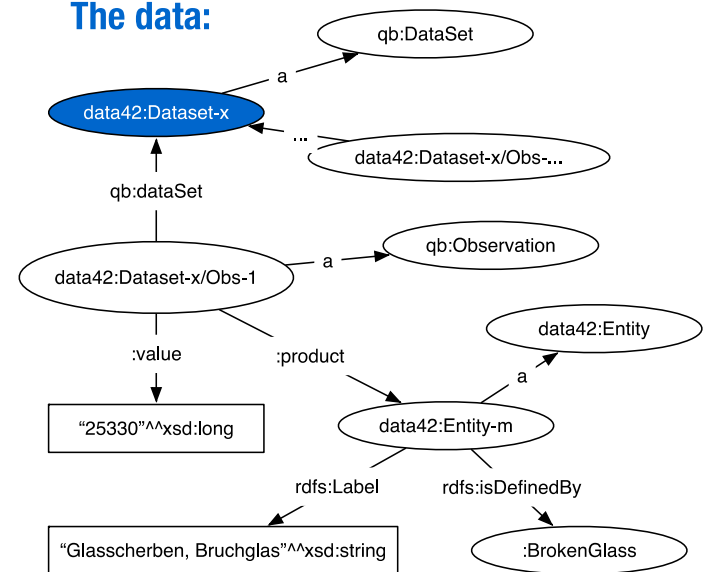 The data:
qb:DataSet
a
data42:Dataset-x
...
data42:Dataset-x/Obs-...
qb:dataSet
qb:Observation
a
data42:Dataset-x/Obs-1
data42:Entity
:value
:product
a
“25330”^^xsd:long
data42:Entity-m
rdfs:Label
rdfs:isDefinedBy
“Glasscherben, Bruchglas”^^xsd:string
:BrokenGlass